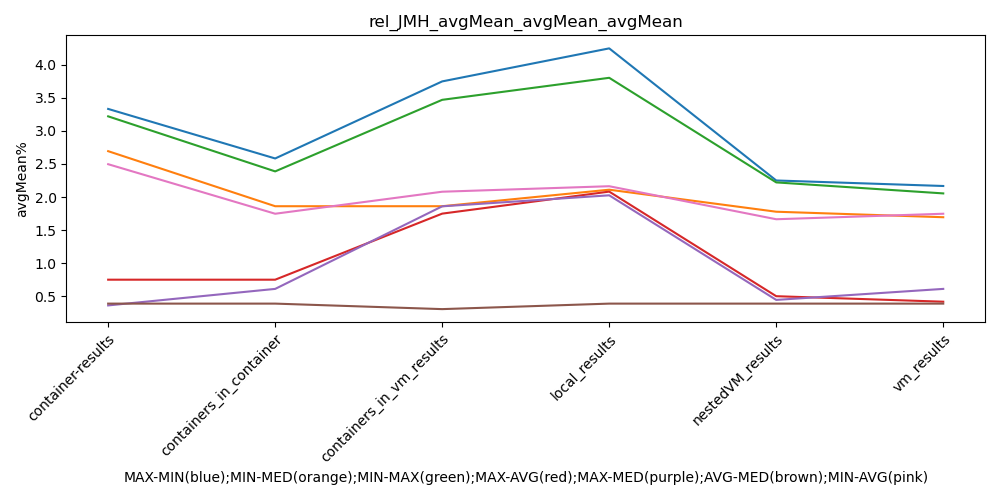 rel_JMH_avgMean_avgMean_avgMean
avgMean%
4.0
3.5
3.0
2.5
2.0
1.5
1.0
0.5
container-results
containers_in_container
containers_in_vm_results
local_results
nestedVM_results
vm_results
MAX-MIN(blue);MIN-MED(orange);MIN-MAX(green);MAX-AVG(red);MAX-MED(purple);AVG-MED(brown);MIN-AVG(pink)